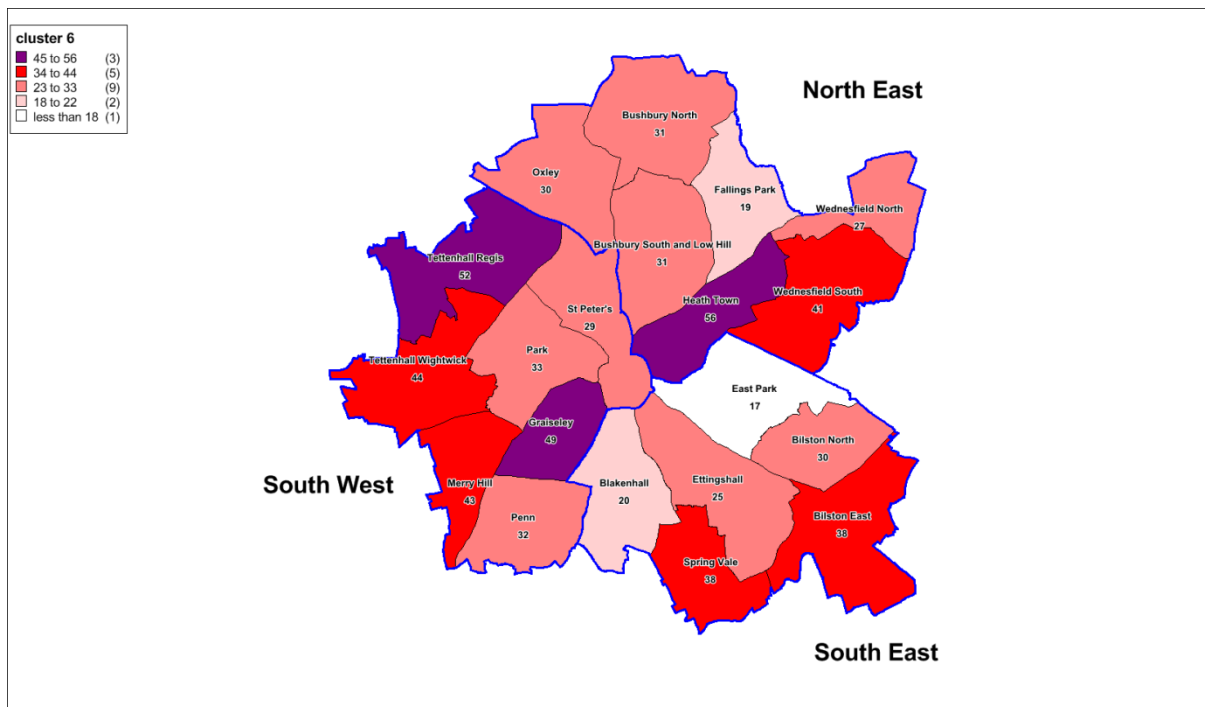 cluster 6
45 to 56 (3)
34 to 44 (5)
23 to 33 (9)
18 to 22 (2)
less than 18 (1)
North East
Bushbury North
31
Oxley
30
Fallings Park
19
Wednesfield North
27
Bushbury South and Low Hill
31
Tettenhall Regis
52
Heath Town
56
Wednesfield South
41
St Peter's
29
Park
33
Tettenhall Wightwick
44
East Park
17
Graiseley
49
Bilston North
30
South West
Merry Hill
43
Blakenhall
20
Ettingshall
25
Penn
32
Bilston East
38
Spring Vale
38
South East